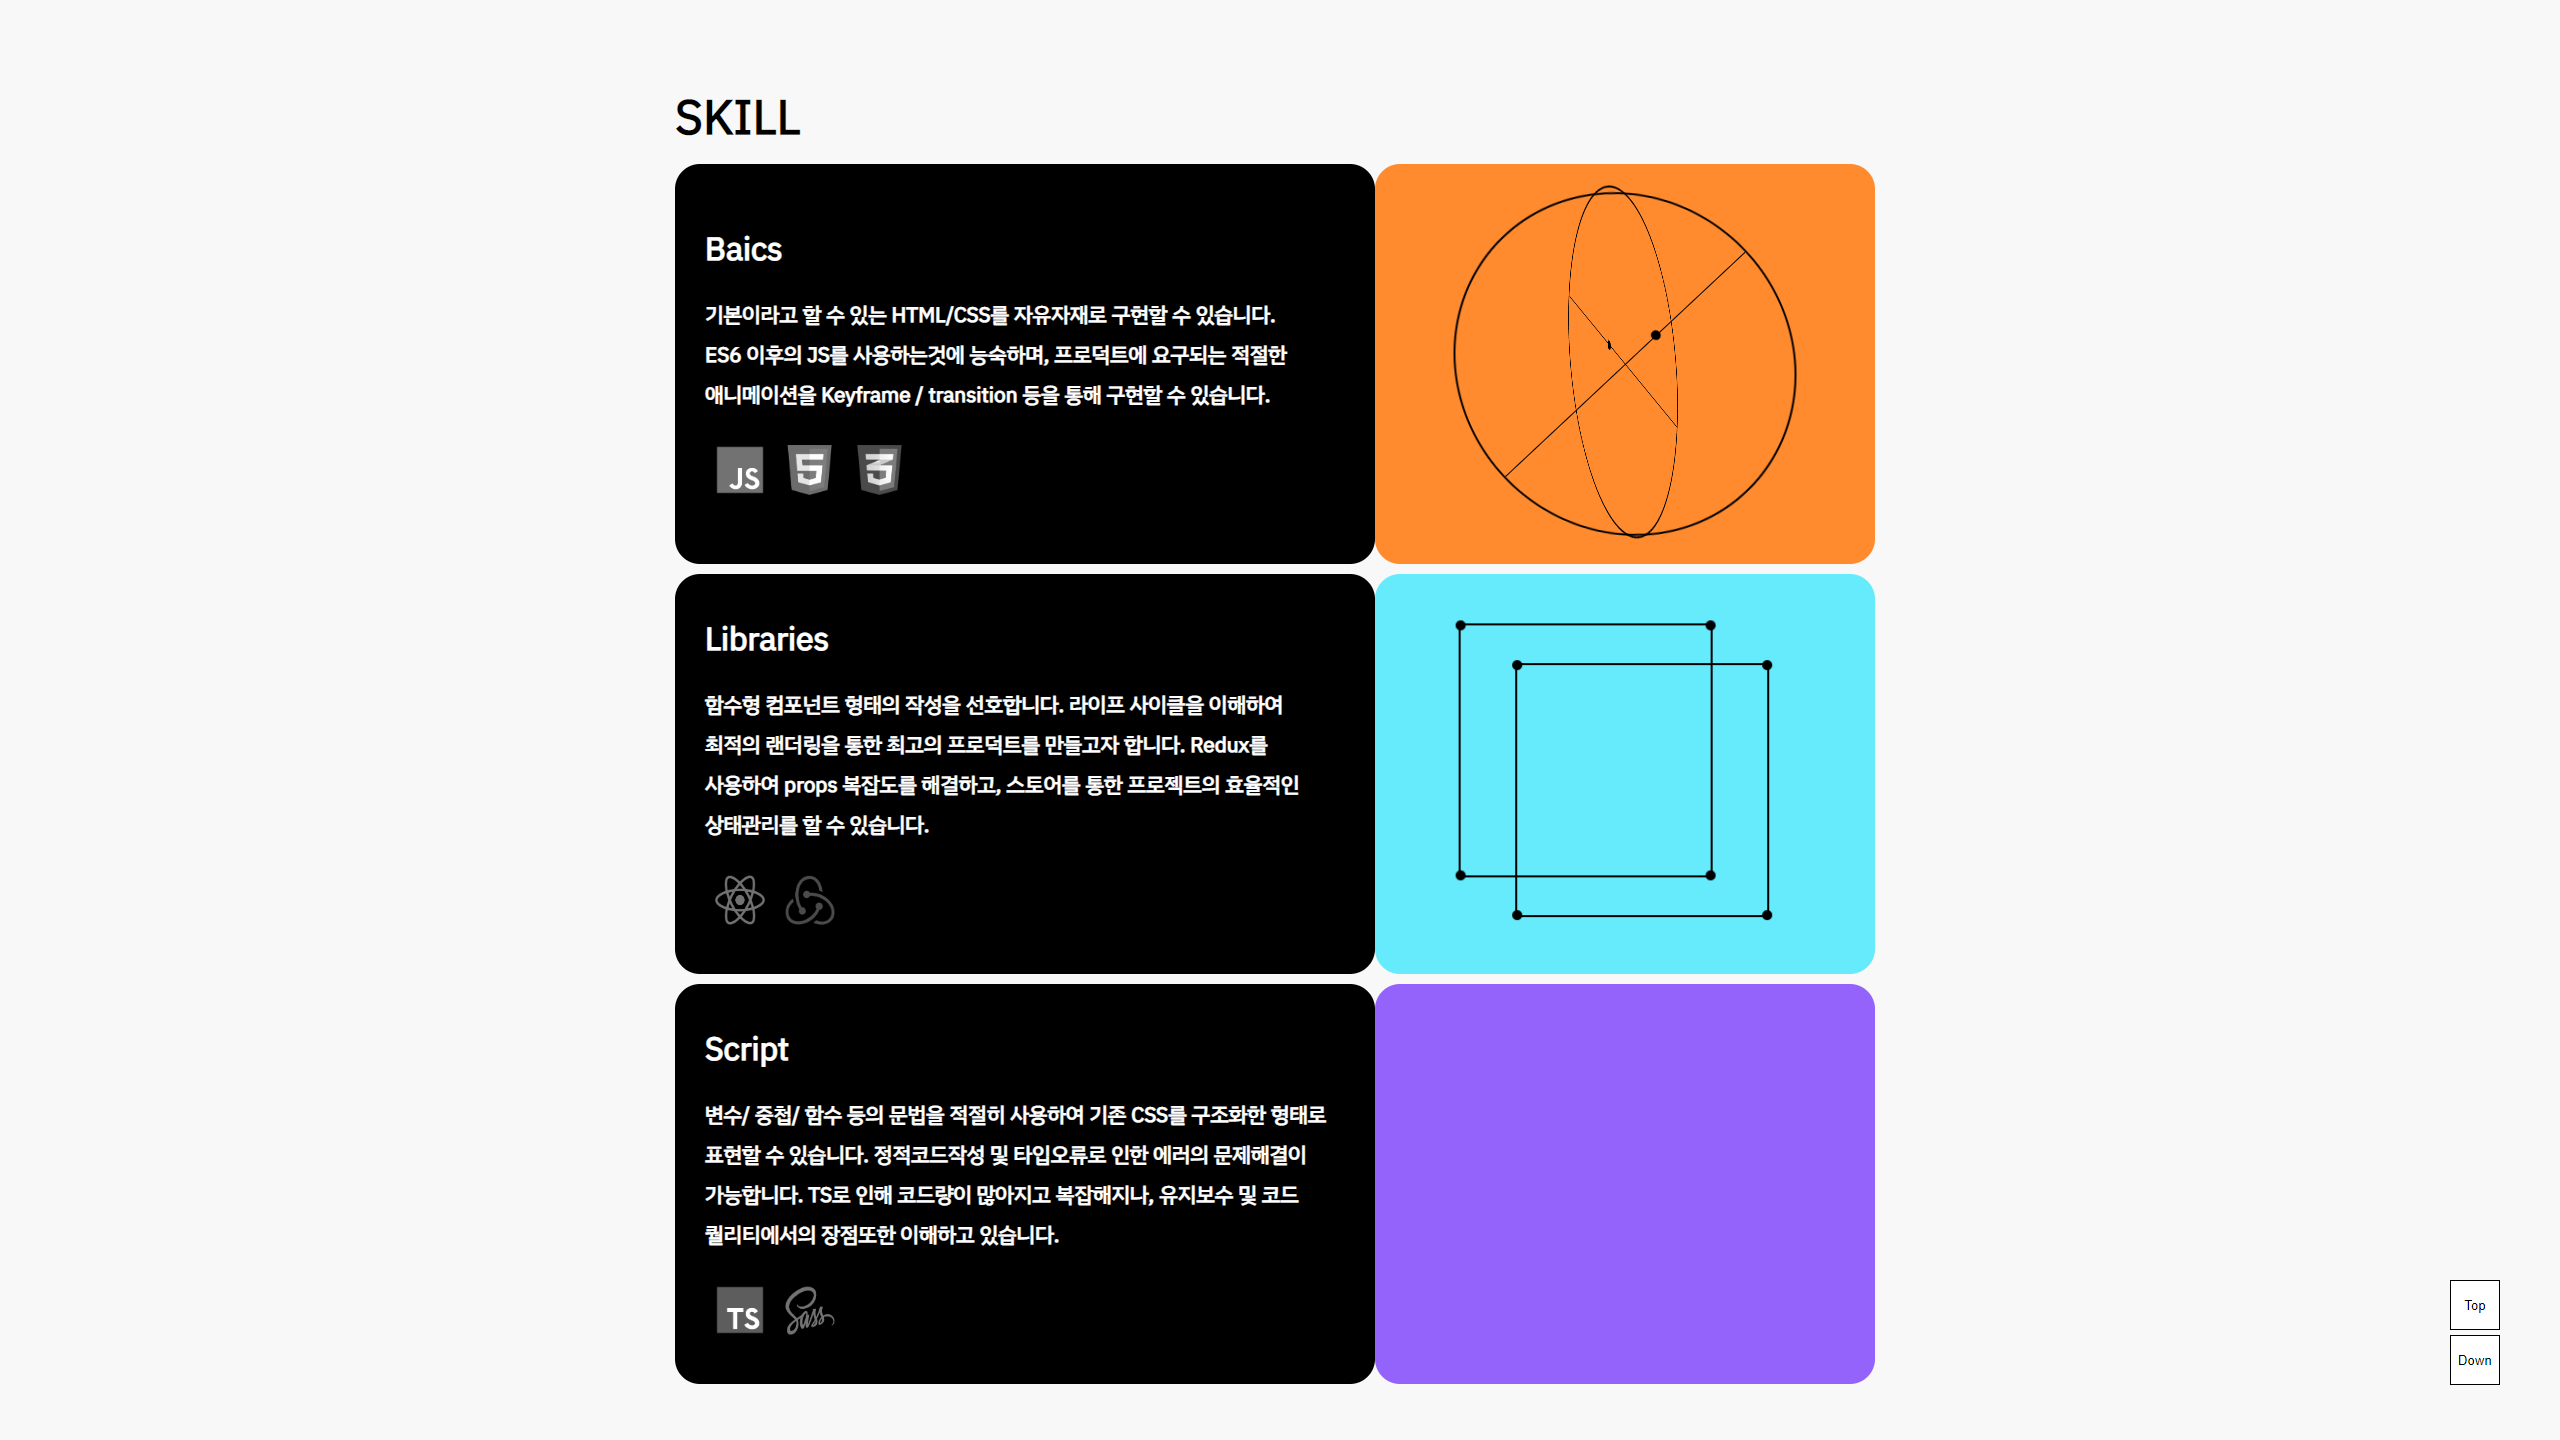 SKILL
Baics
기본이라고 할 수 있는 HTML/CSS를 자유자재로 구현할 수 있습니다.
ES6 이후의 JS를 사용하는것에 능숙하며, 프로덕트에 요구되는 적절한
애니메이션을 Keyframe / transition 등을 통해 구현할 수 있습니다.
JS 5 3
Libraries
함수형 컴포넌트 형태의 작성을 선호합니다. 라이프 사이클을 이해하여
최적의 랜더링을 통한 최고의 프로덕트를 만들고자 합니다. Redux를
사용하여 props 복잡도를 해결하고, 스토어를 통한 프로젝트의 효율적인
상태관리를 할 수 있습니다.
Script
변수/ 중첩/ 함수 등의 문법을 적절히 사용하여 기존 CSS를 구조화한 형태로
표현할 수 있습니다. 정적코드작성 및 타입오류로 인한 에러의 문제해결이
가능합니다. TS로 인해 코드량이 많아지고 복잡해지나, 유지보수 및 코드
퀄리티에서의 장점또한 이해하고 있습니다.
TS Sass
Top
Down